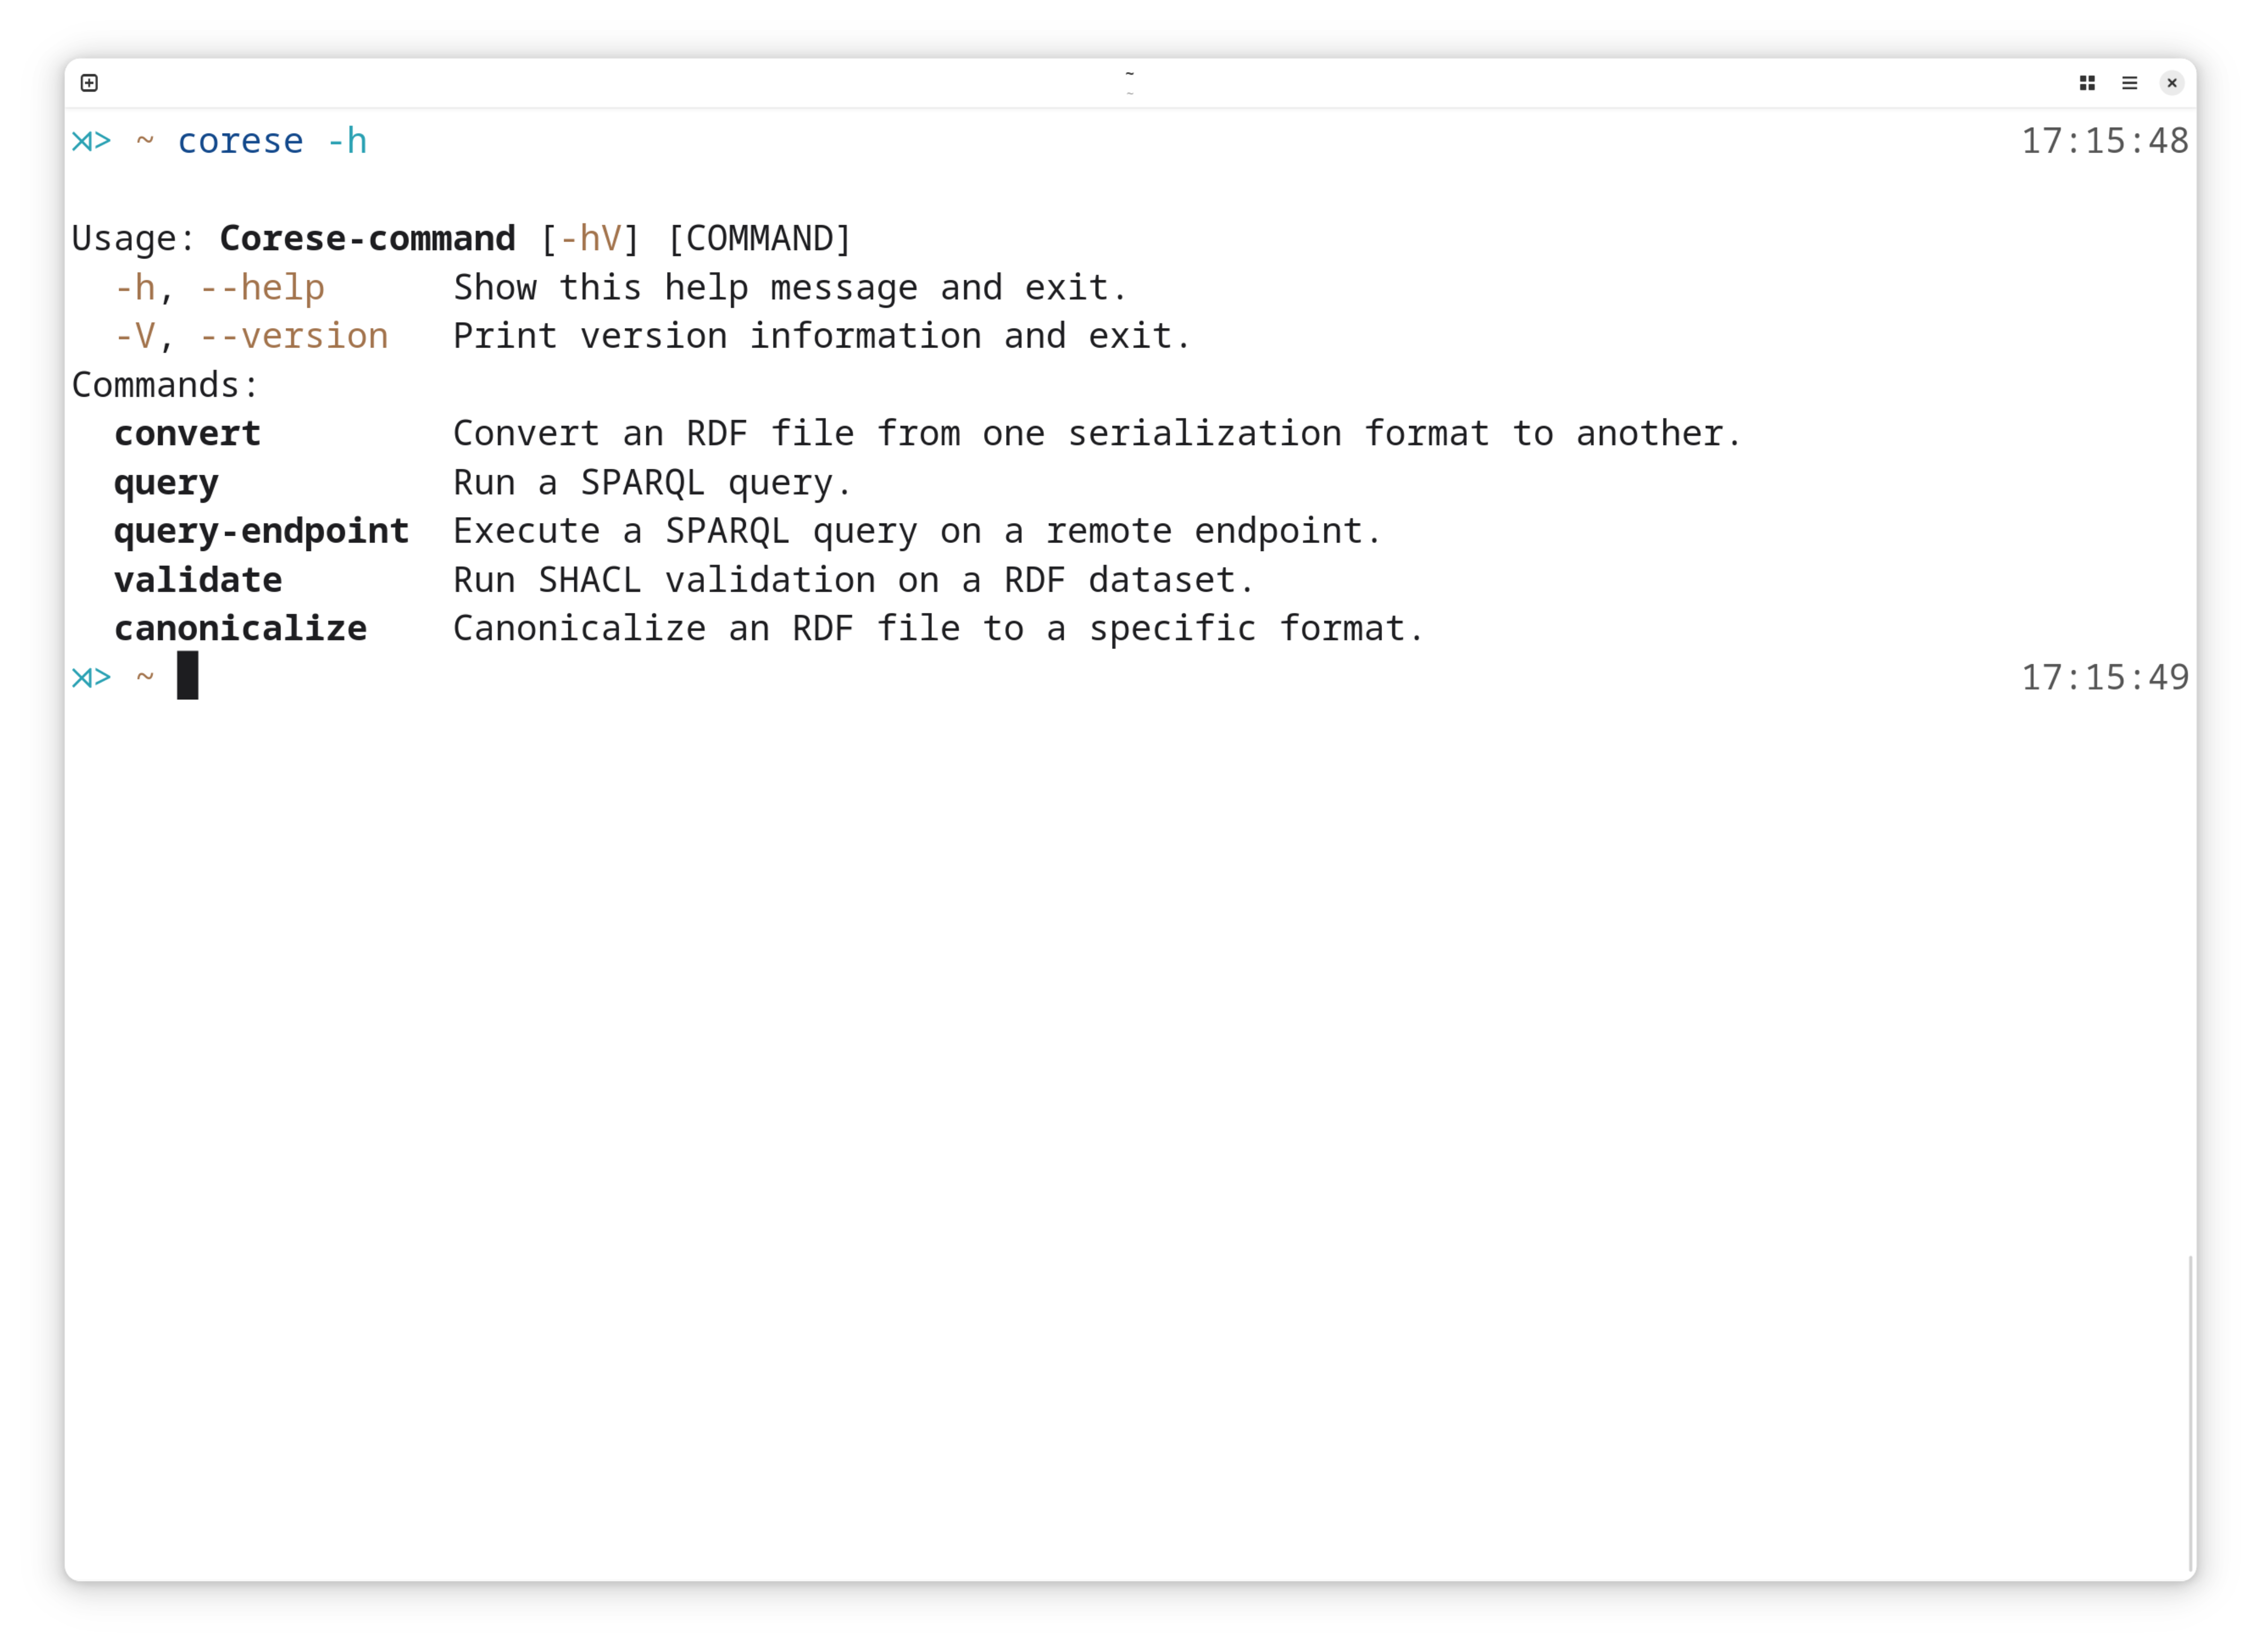 ~
~
⋊> ~ corese -h 17:15:48
Usage: Corese-command [-hV] [COMMAND]
  -h, --help      Show this help message and exit.
  -V, --version   Print version information and exit.
Commands:
  convert         Convert an RDF file from one serialization format to another.
  query           Run a SPARQL query.
  query-endpoint  Execute a SPARQL query on a remote endpoint.
  validate        Run SHACL validation on a RDF dataset.
  canonicalize    Canonicalize an RDF file to a specific format.
⋊> ~ 17:15:49